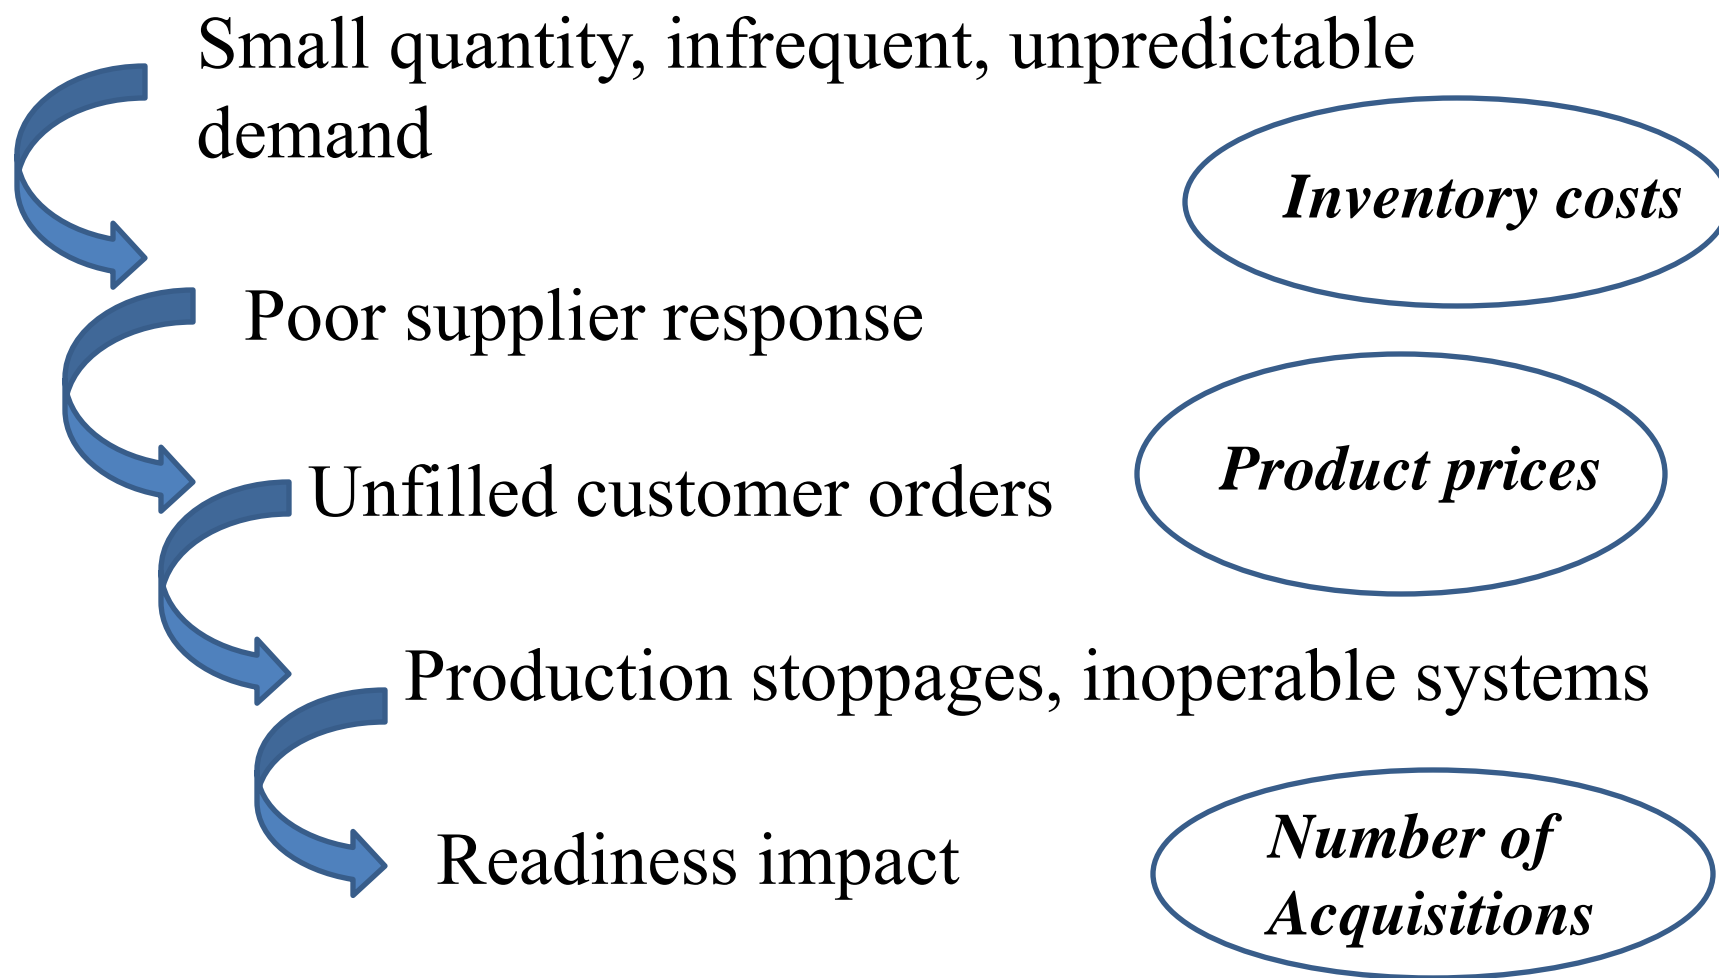 Small quantity, infrequent, unpredictable
demand
Inventory costs
Poor supplier response
Product prices
Unfilled customer orders
Production stoppages, inoperable systems
Number of
Acquisitions
Readiness impact